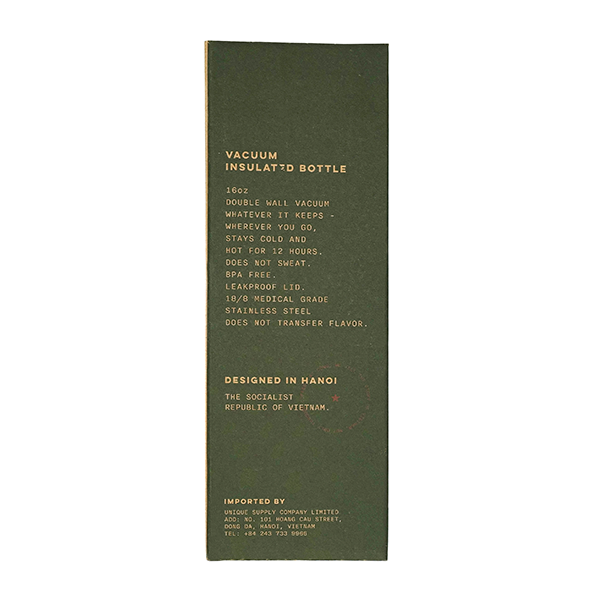 VACUUM
INSULATED BOTTLE
16oz
DOUBLE WALL VACUUM
WHATEVER IT KEEPS -
WHEREVER YOU GO,
STAYS COLD AND
HOT FOR 12 HOURS.
DOES NOT SWEAT.
BPA FREE.
LEAKPROOF LID.
18/8 MEDICAL GRADE
STAINLESS STEEL
DOES NOT TRANSFER FLAVOR.
DESIGNED IN HANOI
THE SOCIALIST
REPUBLIC OF VIETNAM.
IMPORTED BY
UNIQUE SUPPLY COMPANY LIMITED
ADD: NO. 101 HOANG CAU STREET,
DONG DA, HANOI, VIETNAM
TEL: +84 243 733 9966